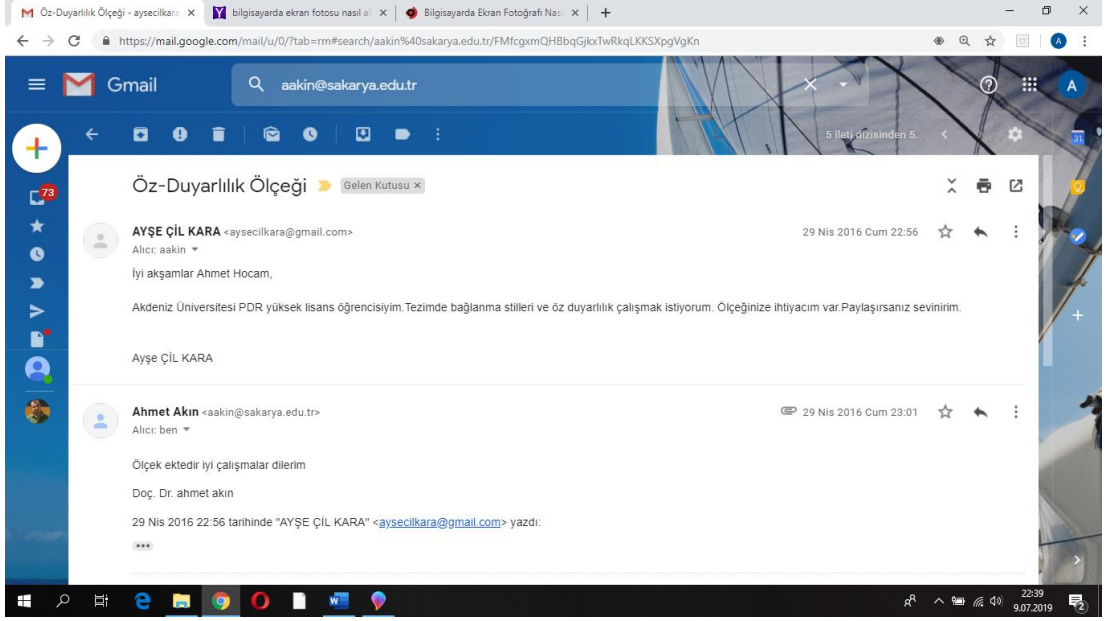 Öz-Duyarlılık Ölçeği - aysecilkara
bilgisayarda ekran fotosu nasıl al
Bilgisayarda Ekran Fotoğrafı Nası
https://mail.google.com/mail/u/0/?tab=rm#search/aakin%40sakarya.edu.tr/FMfcgxmQHBbqGjkxTwRkqLKKSXpgVgKn
A
Gmail
aakin@sakarya.edu.tr
A
5 ileti dizisinden 5.
31
73
Öz-Duyarlılık Ölçeği
Gelen Kutusu x
AYŞE ÇİL KARA <aysecilkara@gmail.com>
29 Nis 2016 Cum 22:56
Alıcı: aakin
İyi akşamlar Ahmet Hocam,
Akdeniz Üniversitesi PDR yüksek lisans öğrencisiyim.Tezimde bağlanma stilleri ve öz duyarlılık çalışmak istiyorum. Ölçeğinize ihtiyacım var.Paylaşırsanız sevinirim.
Ayşe ÇİL KARA
Ahmet Akın <aakin@sakarya.edu.tr>
29 Nis 2016 Cum 23:01
Alıcı: ben
Ölçek ektedir iyi çalışmalar dilerim
Doç. Dr. ahmet akın
29 Nis 2016 22:56 tarihinde "AYŞE ÇİL KARA" <aysecilkara@gmail.com> yazdı:
22:39
9.07.2019
2